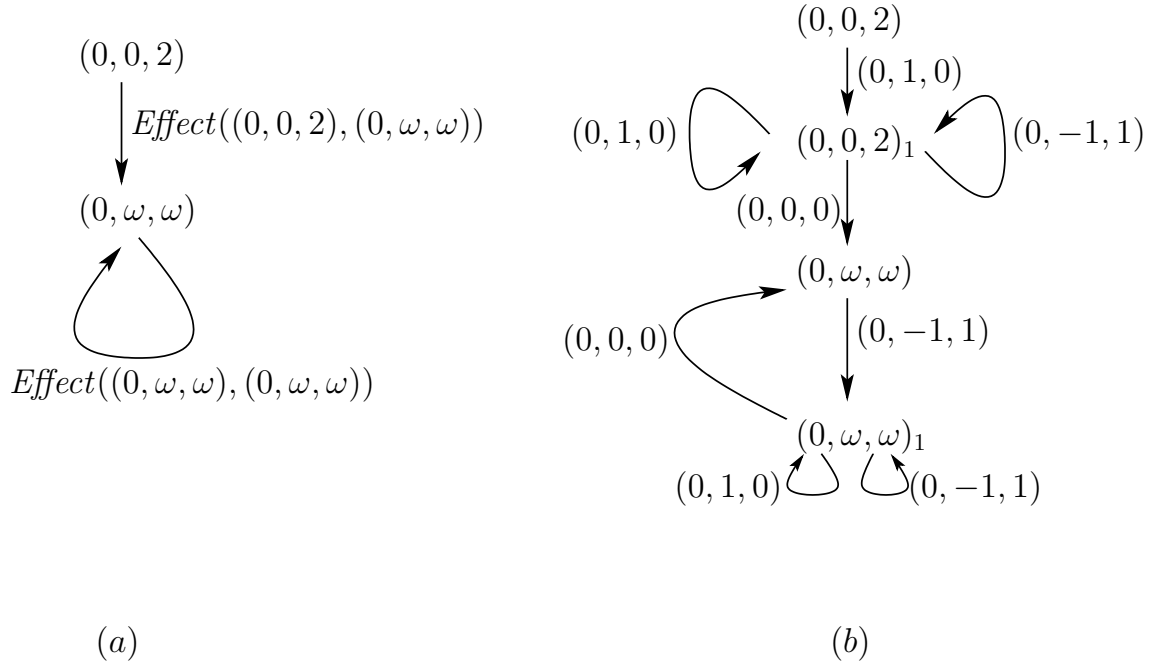 (0, 0, 2)
Effect((0, 0, 2), (0, ω, ω))
(0, ω, ω)
Effect((0, ω, ω), (0, ω, ω))
(a)
(0, 0, 2)
(0, 1, 0)
(0, 1, 0)
(0, 0, 2)₁
(0, −1, 1)
(0, 0, 0)
(0, ω, ω)
(0, 0, 0)
(0, −1, 1)
(0, ω, ω)₁
(0, 1, 0)
(0, −1, 1)
(b)